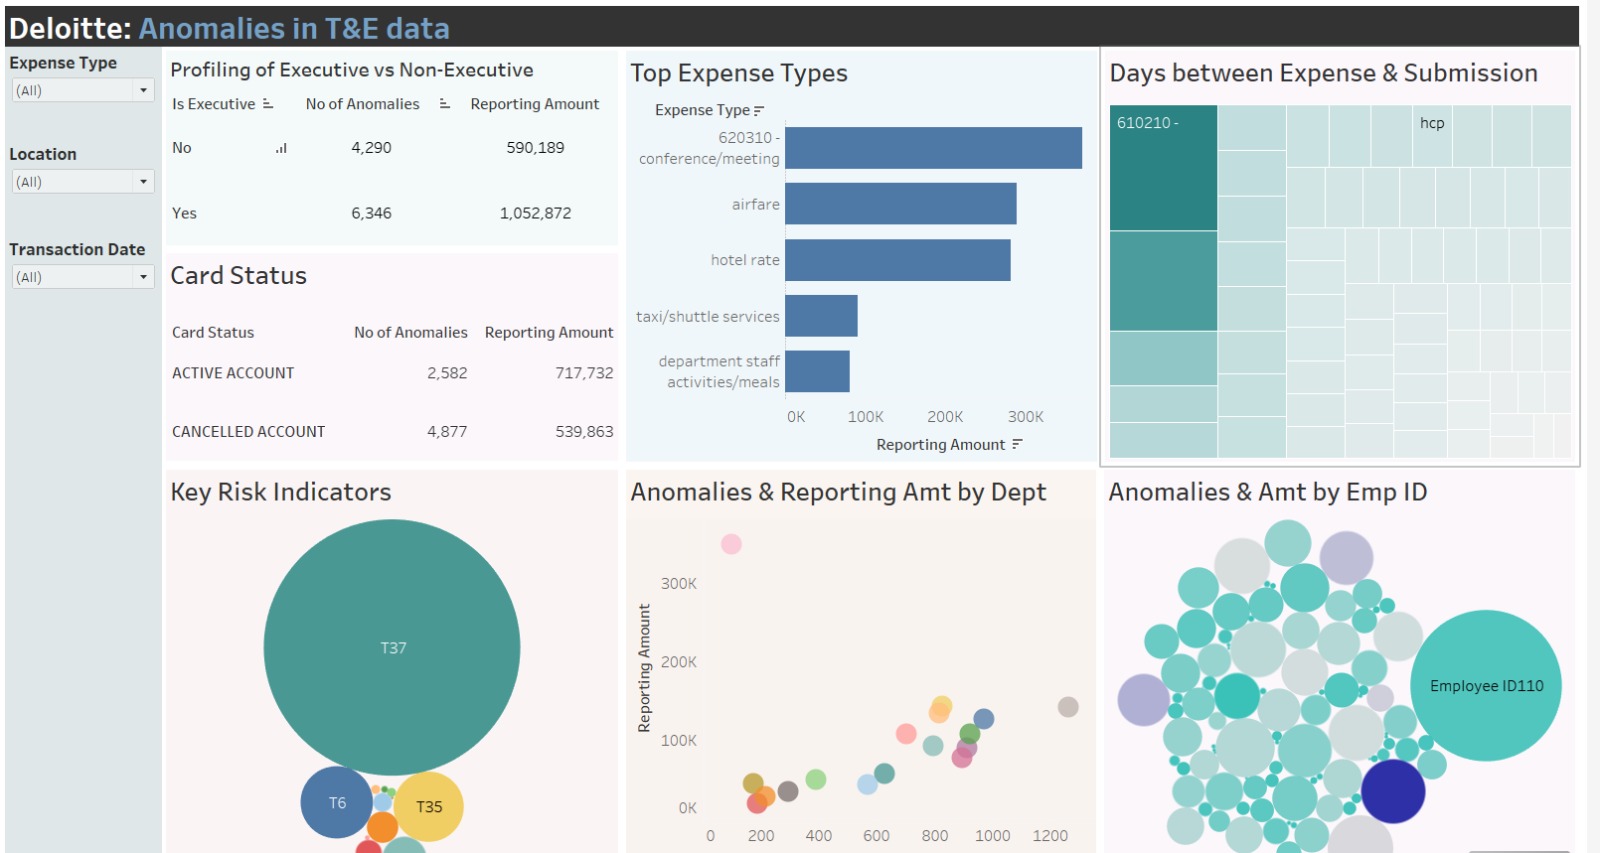 Deloitte: Anomalies in T&E data
Expense Type
(All)
Location
(All)
Transaction Date
(All)
Profiling of Executive vs Non-Executive
Is Executive No of Anomalies Reporting Amount
No 4,290 590,189
Yes 6,346 1,052,872
Card Status
Card Status No of Anomalies Reporting Amount
ACTIVE ACCOUNT 2,582 717,732
CANCELLED ACCOUNT 4,877 539,863
Top Expense Types
Expense Type
620310 -
conference/meeting
airfare
hotel rate
taxi/shuttle services
department staff
activities/meals
0K 100K 200K 300K
Reporting Amount
Days between Expense & Submission
610210 -
hcp
Key Risk Indicators
T37
T6
T35
Anomalies & Reporting Amt by Dept
Reporting Amount
300K
200K
100K
0K
0 200 400 600 800 1000 1200
Anomalies & Amt by Emp ID
Employee ID110